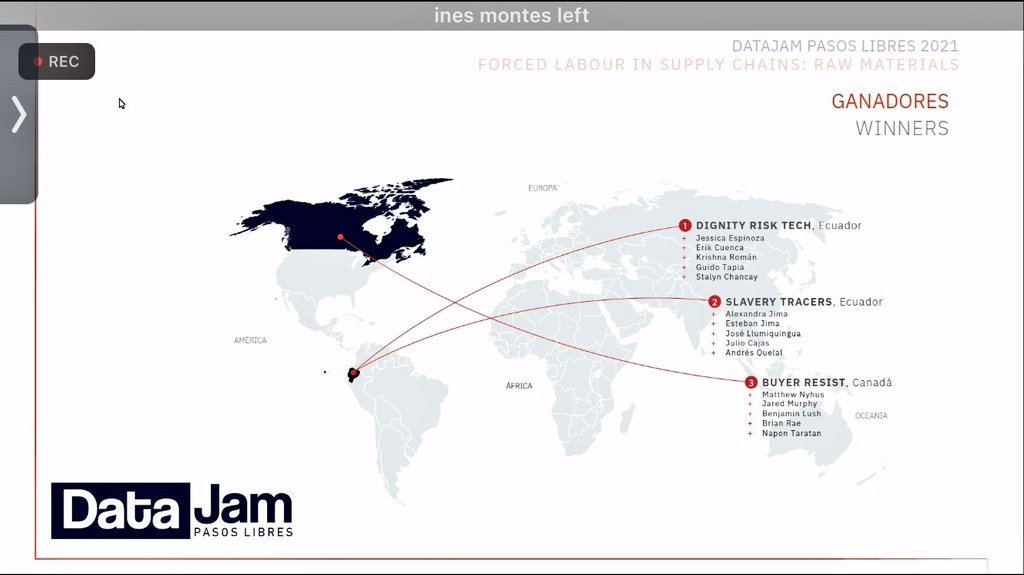 ines montes left
REC
DATAJAM PASOS LIBRES 2021
FORCED LABOUR IN SUPPLY CHAINS: RAW MATERIALS
GANADORES
WINNERS
EUROPA
AMÉRICA
ÁFRICA
OCEANÍA
1 DIGNITY RISK TECH, Ecuador
+ Jessica Espinoza
+ Erik Cuenca
+ Krishna Román
+ Guido Tapia
+ Stalyn Chancay
2 SLAVERY TRACERS, Ecuador
+ Alexandra Jima
+ Esteban Jima
+ José Llumiquingua
+ Julio Cajas
+ Andrés Quelal
3 BUYER RESIST, Canadá
+ Matthew Nyhus
+ Jared Murphy
+ Benjamin Lush
+ Brian Rae
+ Napon Taratan
Data Jam
PASOS LIBRES